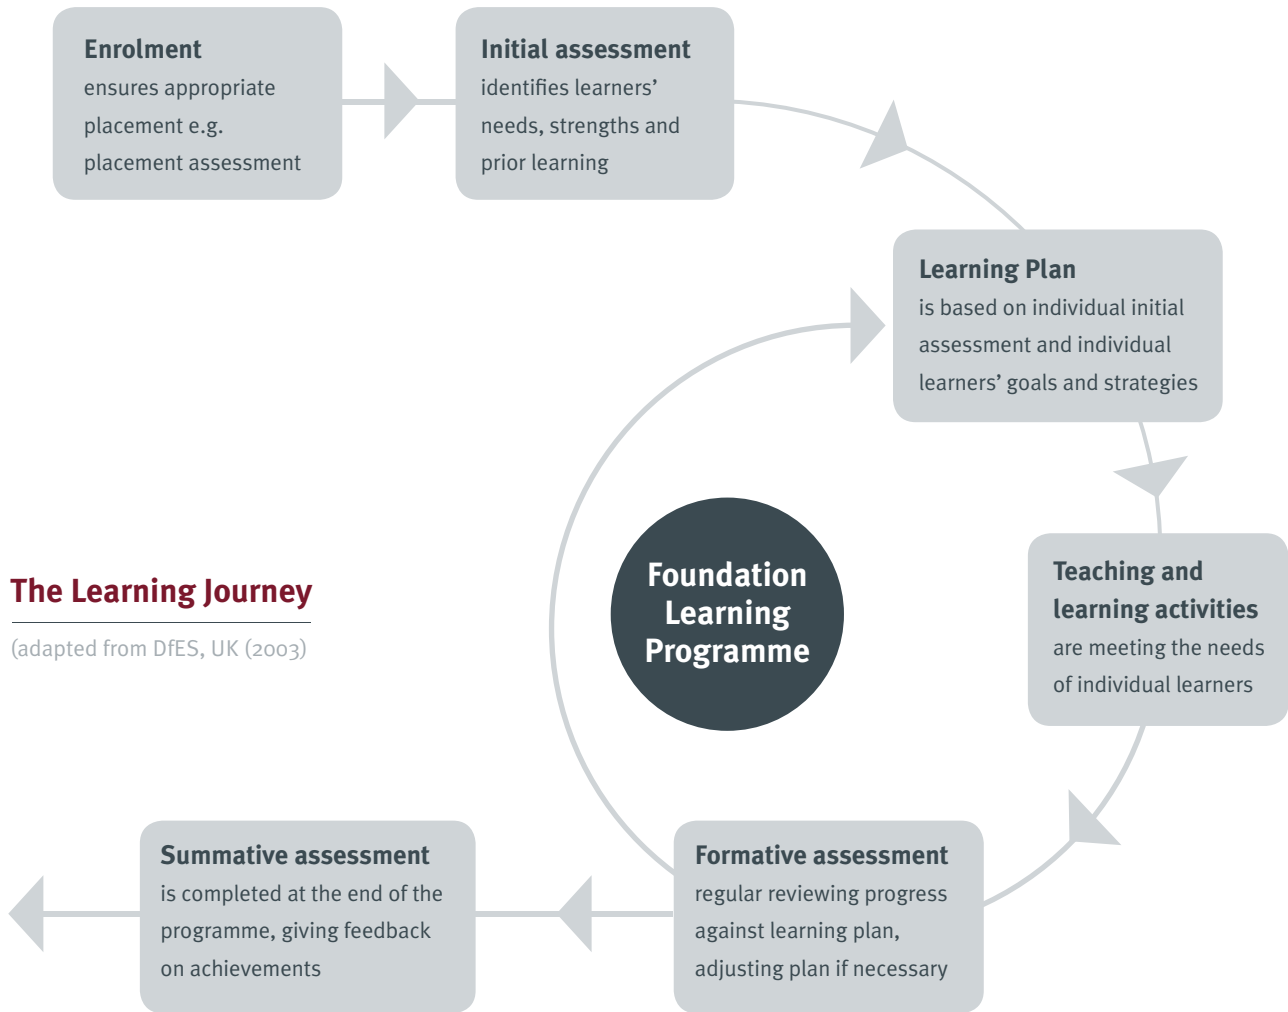 Enrolment
ensures appropriate
placement e.g.
placement assessment
Initial assessment
identifies learners’
needs, strengths and
prior learning
Learning Plan
is based on individual initial
assessment and individual
learners’ goals and strategies
Foundation
Learning
Programme
Teaching and
learning activities
are meeting the needs
of individual learners
The Learning Journey
(adapted from DfES, UK (2003)
Summative assessment
is completed at the end of the
programme, giving feedback
on achievements
Formative assessment
regular reviewing progress
against learning plan,
adjusting plan if necessary